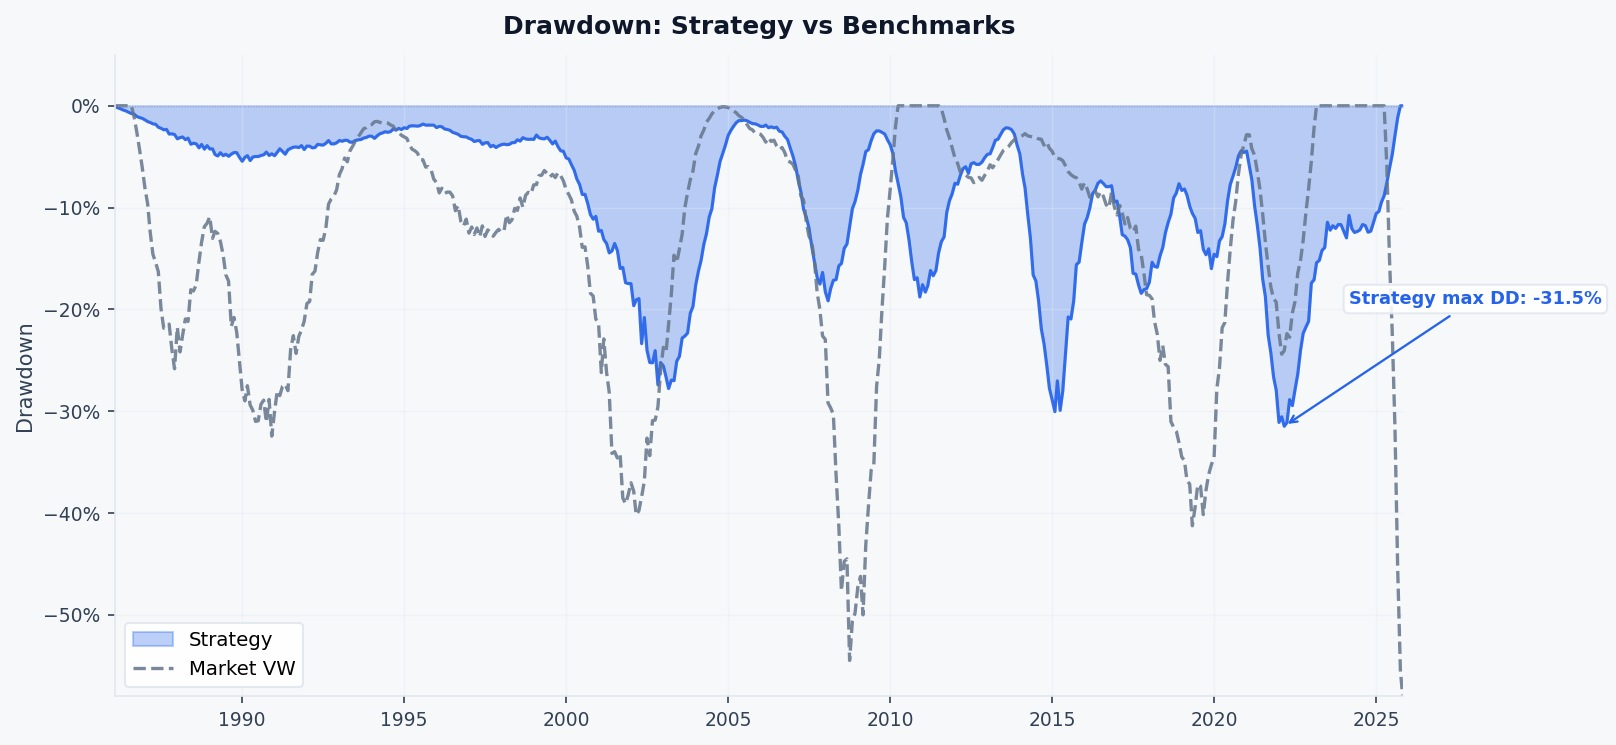 Drawdown: Strategy vs Benchmarks
Drawdown
0%
−10%
−20%
−30%
−40%
−50%
Strategy max DD: -31.5%
Strategy
Market VW
1990
1995
2000
2005
2010
2015
2020
2025